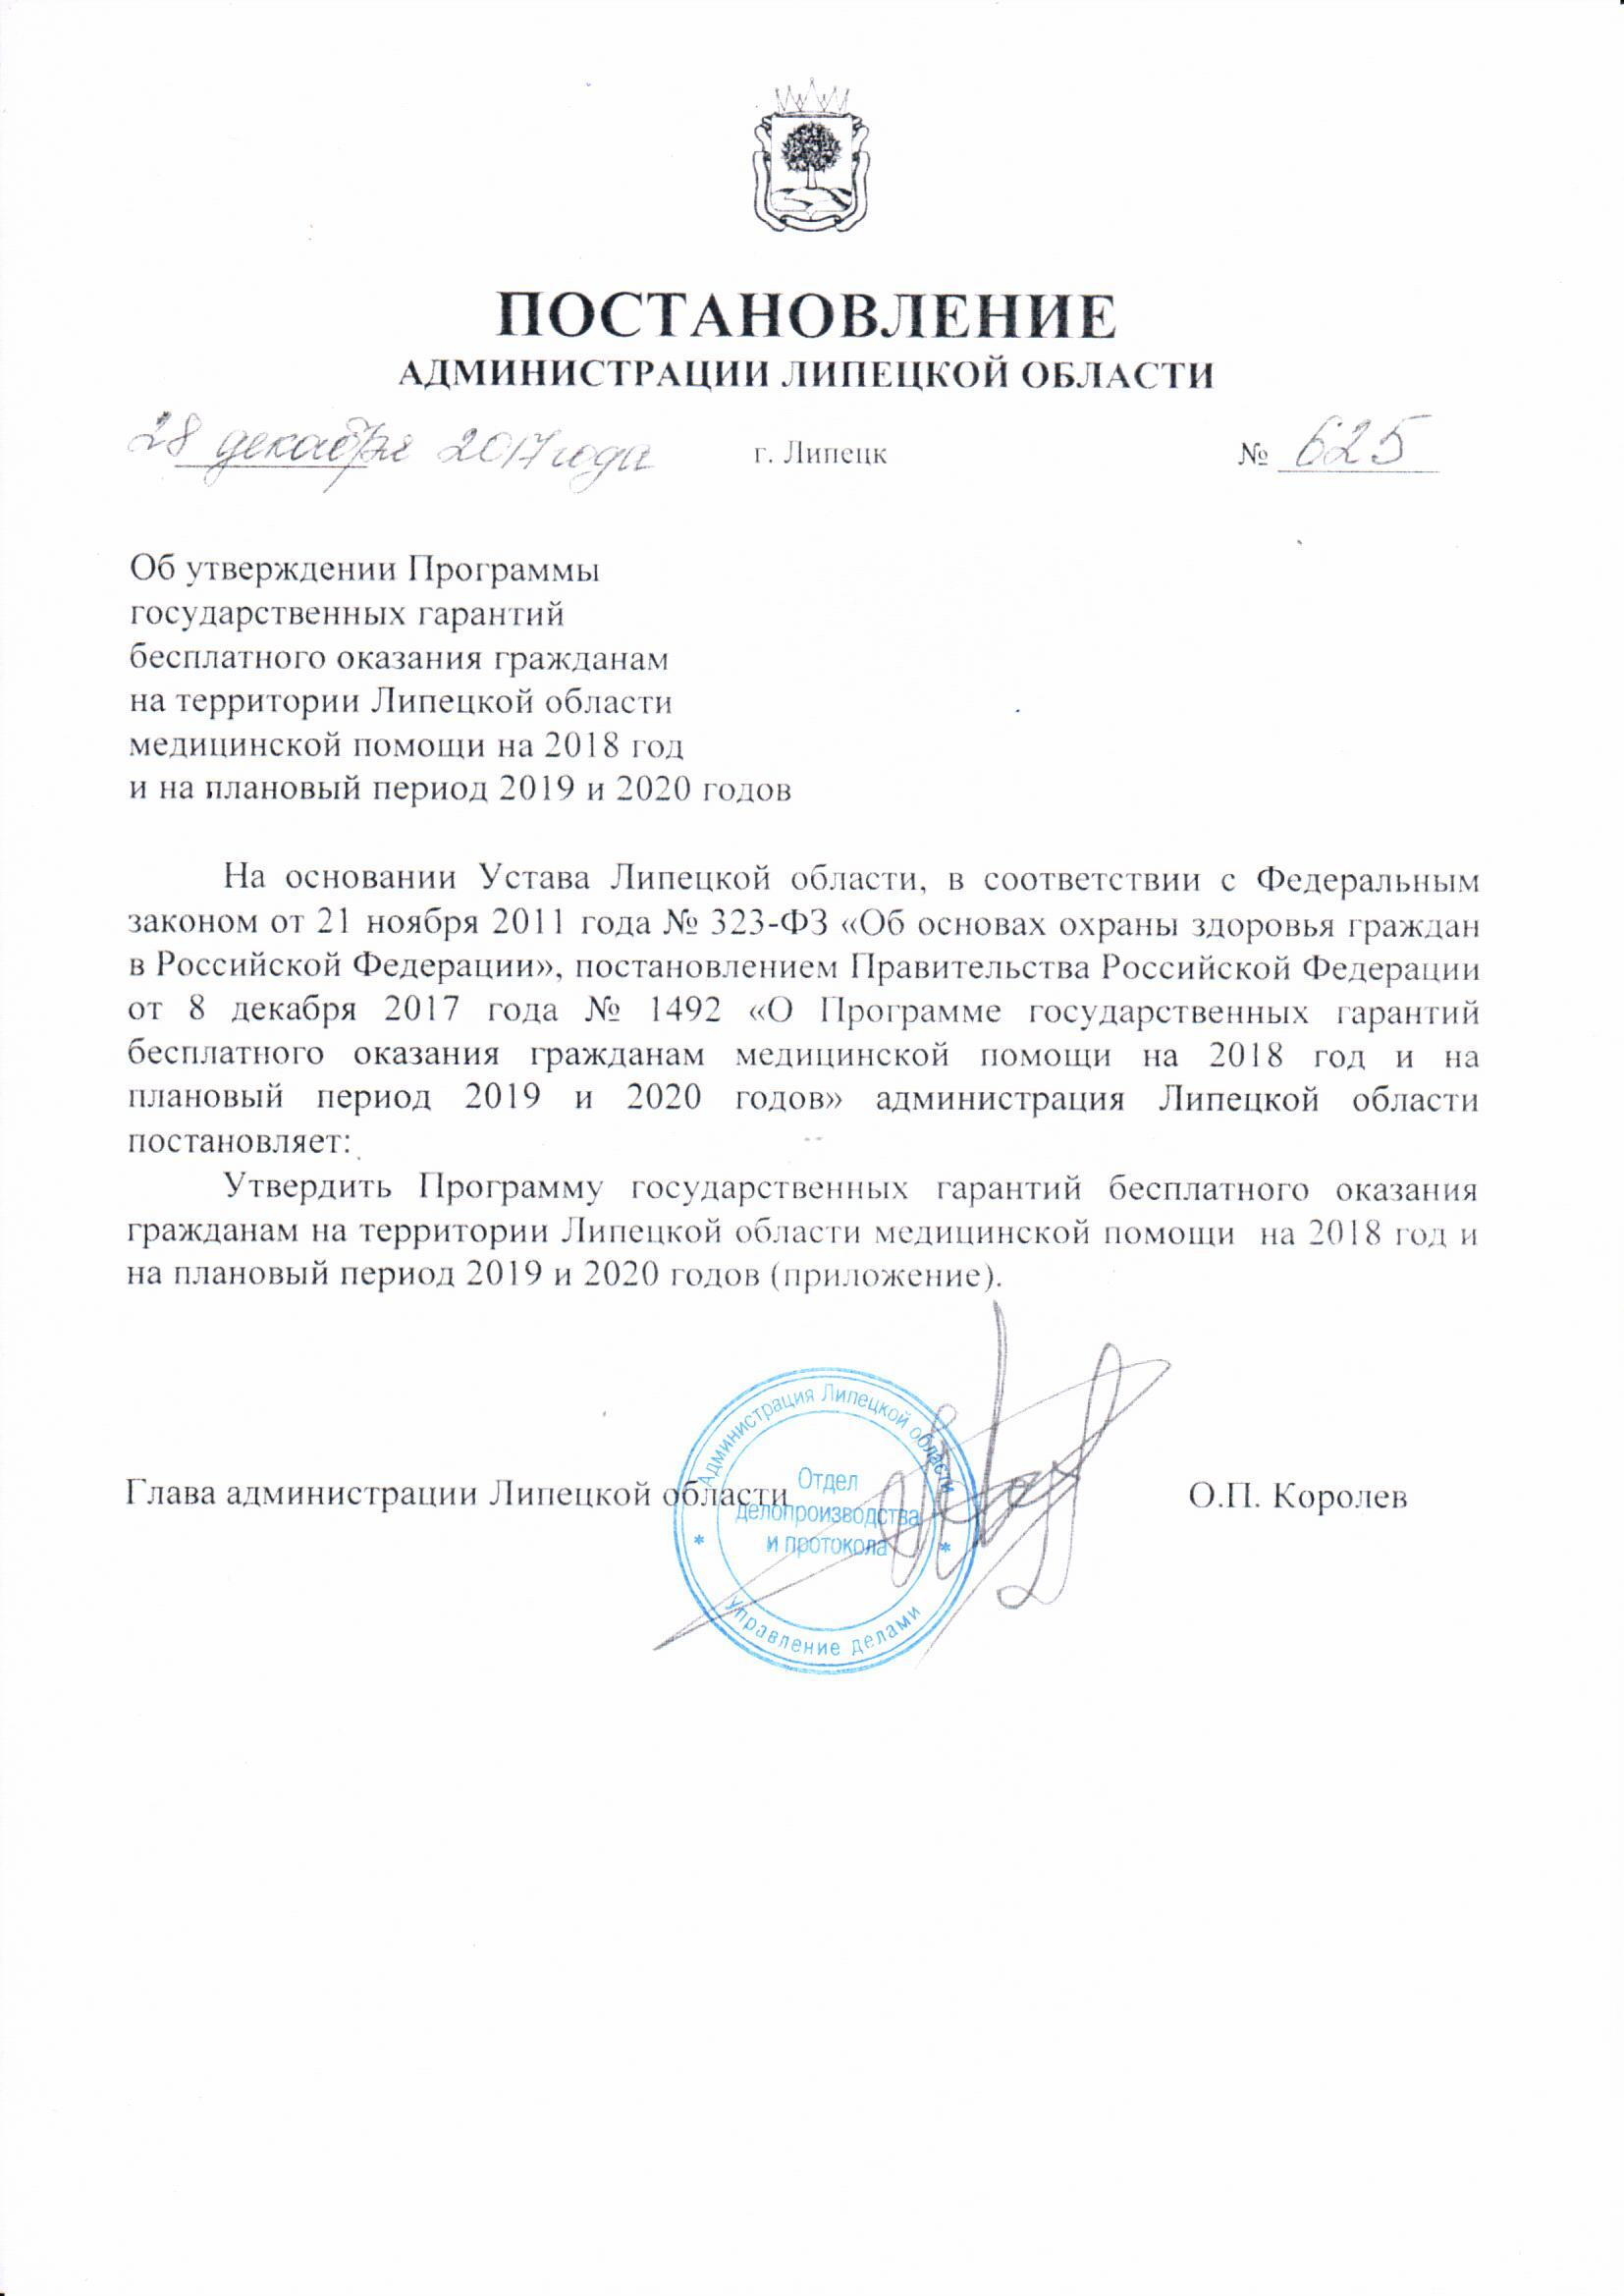 ПОСТАНОВЛЕНИЕ
АДМИНИСТРАЦИИ ЛИПЕЦКОЙ ОБЛАСТИ
28 декабря 2017 года г. Липецк № 625
Об утверждении Программы
государственных гарантий
бесплатного оказания гражданам
на территории Липецкой области
медицинской помощи на 2018 год
и на плановый период 2019 и 2020 годов
На основании Устава Липецкой области, в соответствии с Федеральным
законом от 21 ноября 2011 года № 323-ФЗ «Об основах охраны здоровья граждан
в Российской Федерации», постановлением Правительства Российской Федерации
от 8 декабря 2017 года № 1492 «О Программе государственных гарантий
бесплатного оказания гражданам медицинской помощи на 2018 год и на
плановый период 2019 и 2020 годов» администрация Липецкой области
постановляет:
Утвердить Программу государственных гарантий бесплатного оказания
гражданам на территории Липецкой области медицинской помощи на 2018 год и
на плановый период 2019 и 2020 годов (приложение).
Глава администрации Липецкой области О.П. Королев
Администрация Липецкой области
Отдел
делопроизводства
и протокола
* *
Управление делами